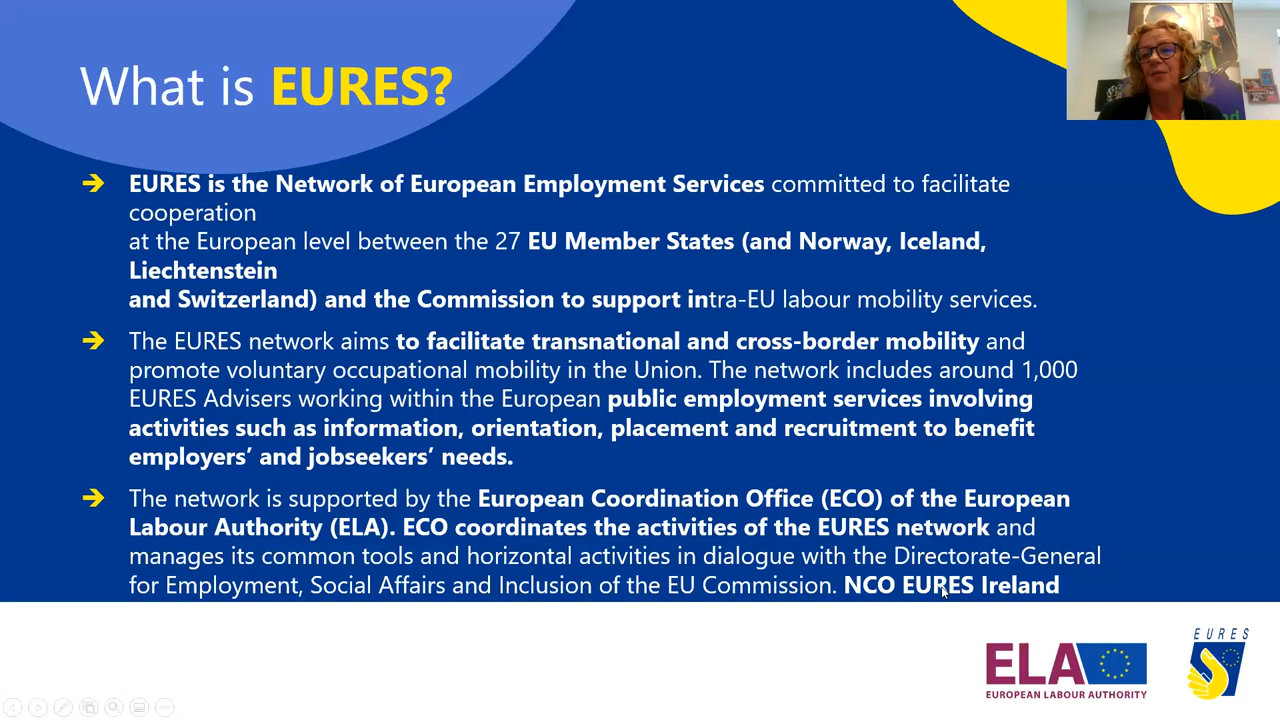 What is EURES?
EURES is the Network of European Employment Services committed to facilitate
cooperation
at the European level between the 27 EU Member States (and Norway, Iceland,
Liechtenstein
and Switzerland) and the Commission to support intra-EU labour mobility services.
The EURES network aims to facilitate transnational and cross-border mobility and
promote voluntary occupational mobility in the Union. The network includes around 1,000
EURES Advisers working within the European public employment services involving
activities such as information, orientation, placement and recruitment to benefit
employers’ and jobseekers’ needs.
The network is supported by the European Coordination Office (ECO) of the European
Labour Authority (ELA). ECO coordinates the activities of the EURES network and
manages its common tools and horizontal activities in dialogue with the Directorate-General
for Employment, Social Affairs and Inclusion of the EU Commission. NCO EURES Ireland
ELA
EUROPEAN LABOUR AUTHORITY
EURES